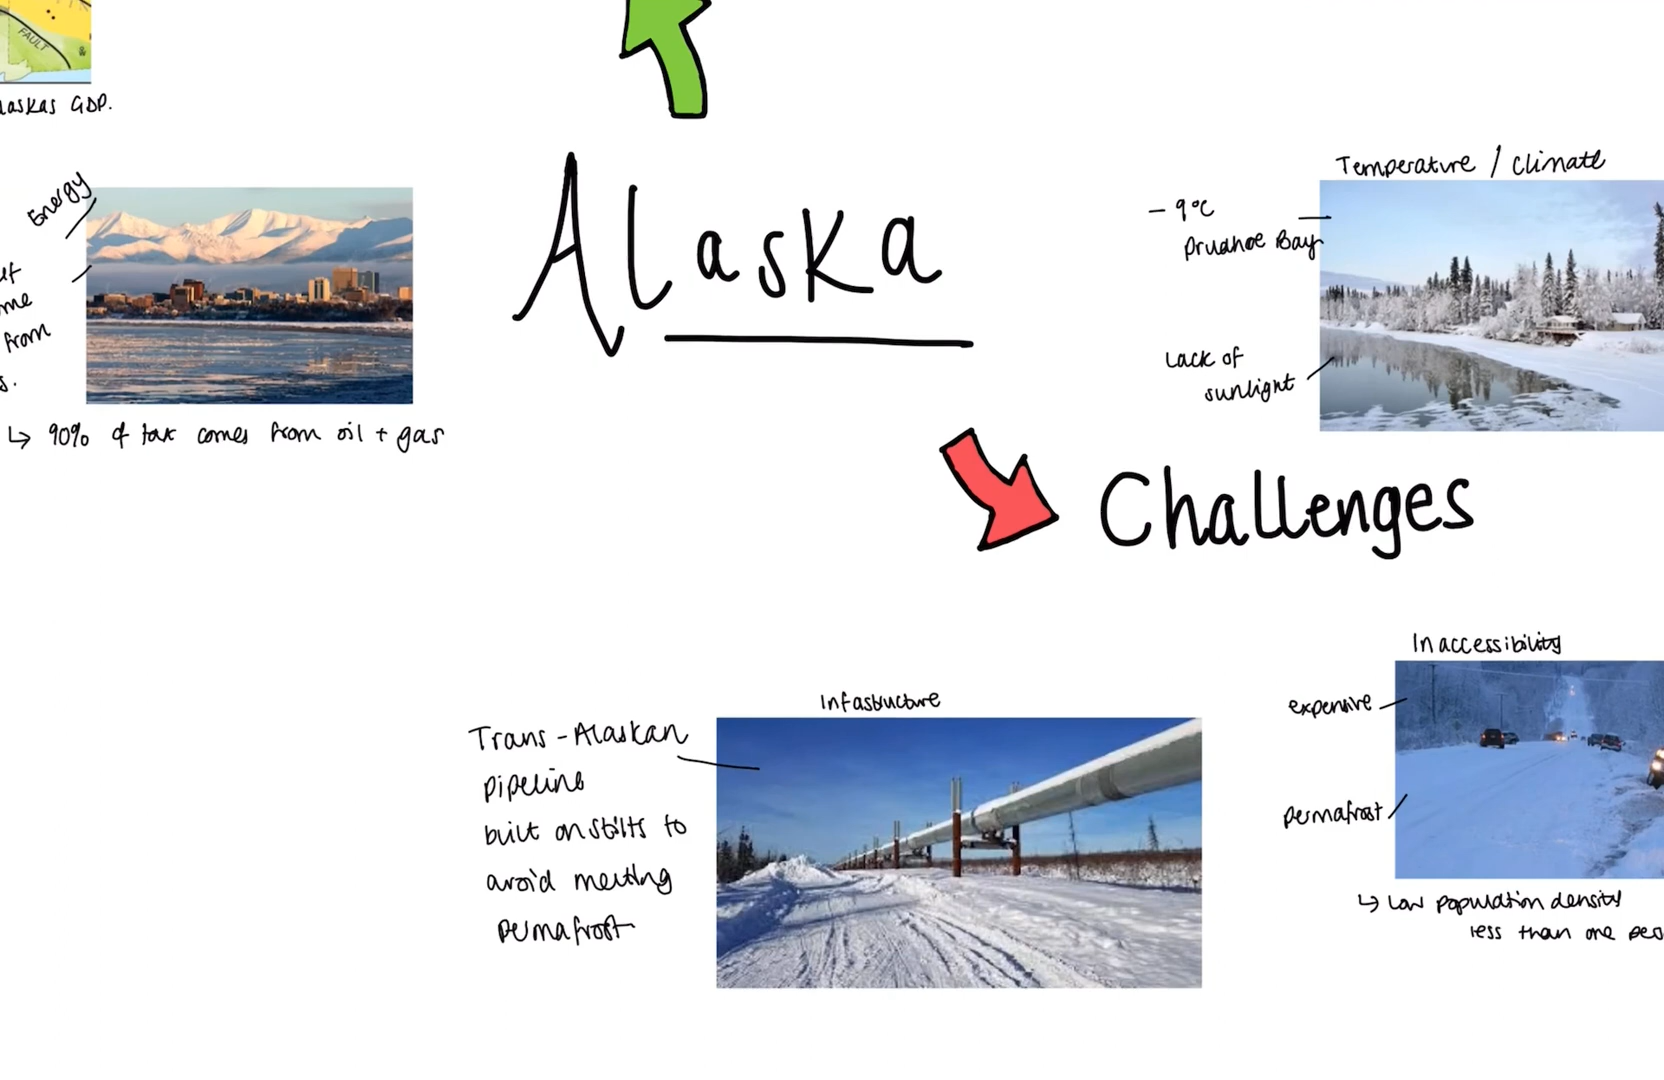 FAULT
&
laskas GDP.
Energy
me
from
s.
↳ 90% of tax comes from oil + gas
Alaska
Temperature / climate
- 9°C
Prudhoe Bay
Lack of
sunlight
Challenges
Infastructure
Trans-Alaskan
pipeline
built on stilts to
avoid melting
permafrost
Inaccessibility
expensive
permafrost
↳ Low population density
less than one pers